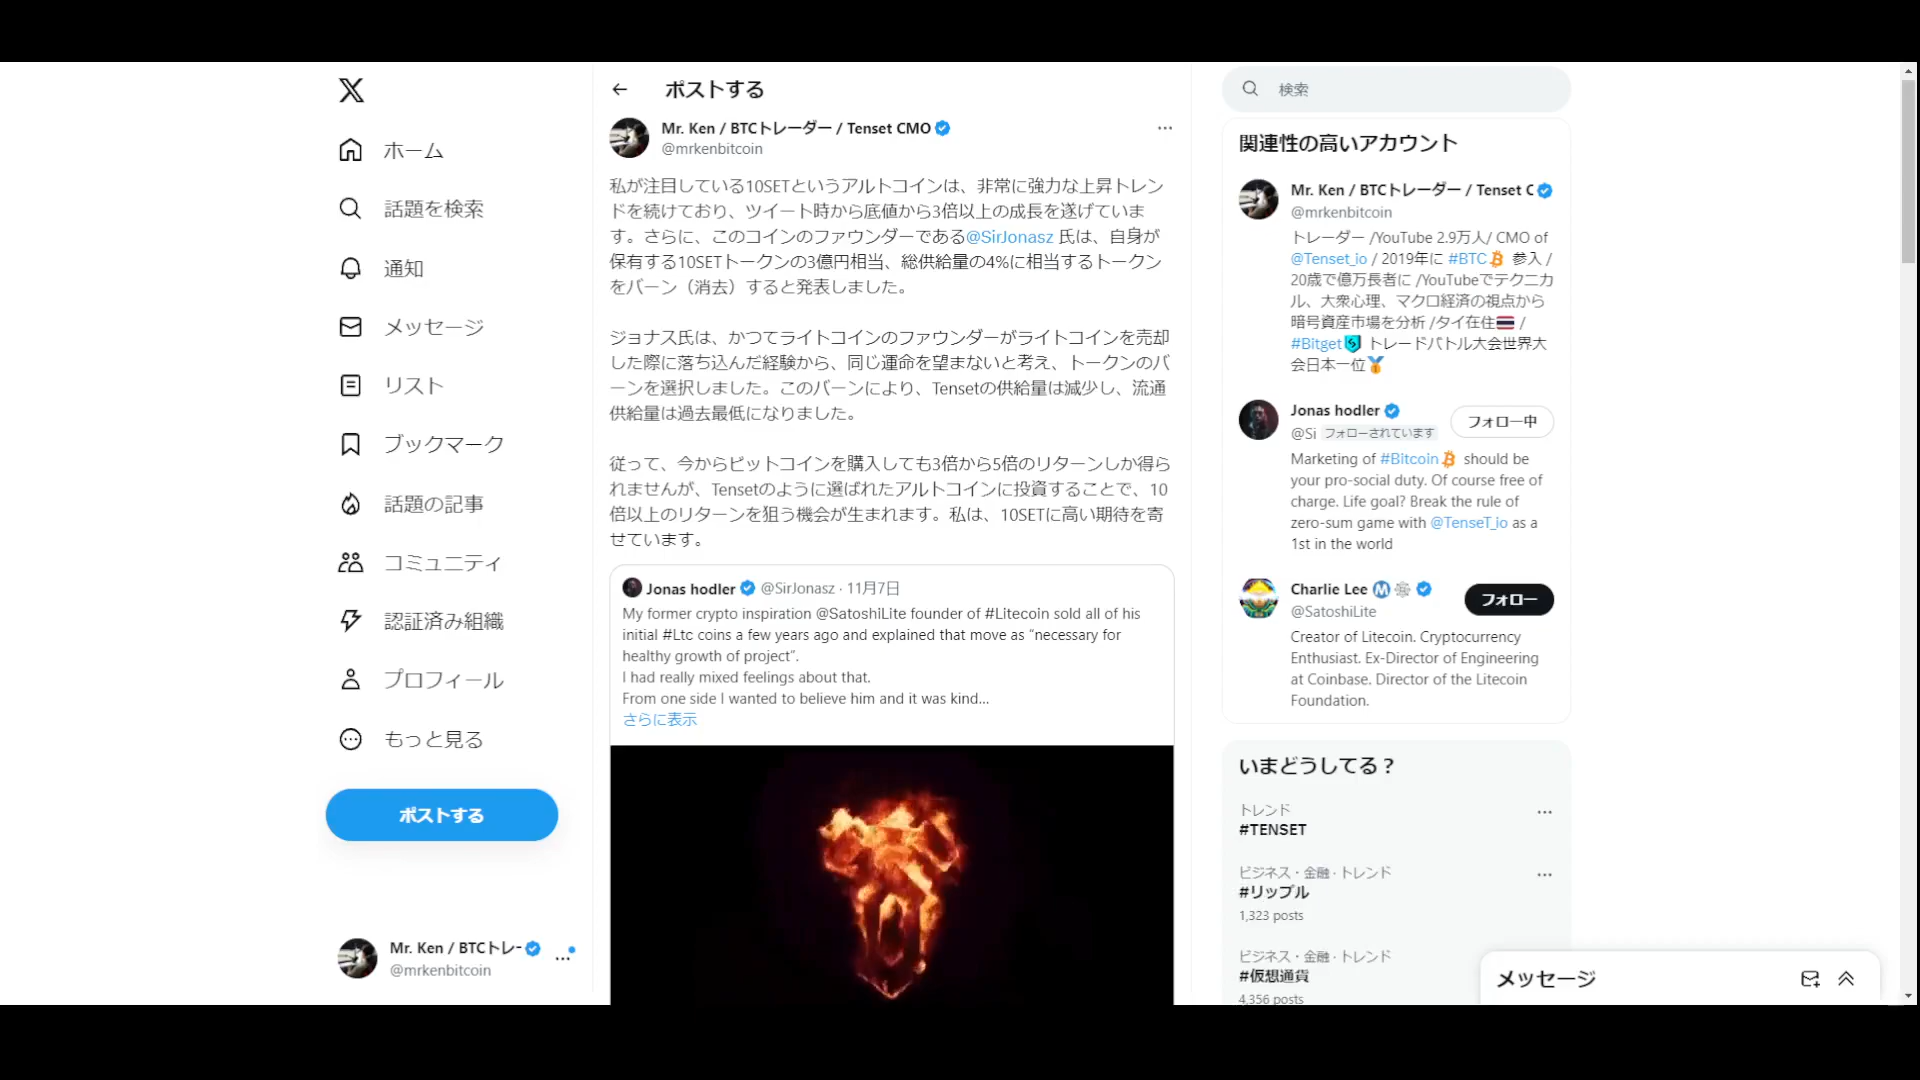 X
ホーム
話題を検索
通知
メッセージ
リスト
ブックマーク
話題の記事
コミュニティ
認証済み組織
プロフィール
もっと見る
ポストする
Mr. Ken / BTCトレー
@mrkenbitcoin
ポストする
Mr. Ken / BTCトレーダー / Tenset CMO
@mrkenbitcoin
私が注目している10SETというアルトコインは、非常に強力な上昇トレン
ドを続けており、ツイート時から底値から3倍以上の成長を遂げていま
す。さらに、このコインのファウンダーである@SirJonasz 氏は、自身が
保有する10SETトークンの3億円相当、総供給量の4%に相当するトークン
をバーン（消去）すると発表しました。
ジョナス氏は、かつてライトコインのファウンダーがライトコインを売却
した際に落ち込んだ経験から、同じ運命を望まないと考え、トークンのバ
ーンを選択しました。このバーンにより、Tensetの供給量は減少し、流通
供給量は過去最低になりました。
従って、今からビットコインを購入しても3倍から5倍のリターンしか得ら
れませんが、Tensetのように選ばれたアルトコインに投資することで、10
倍以上のリターンを狙う機会が生まれます。私は、10SETに高い期待を寄
せています。
Jonas hodler @SirJonasz · 11月7日
My former crypto inspiration @SatoshiLite founder of #Litecoin sold all of his
initial #Ltc coins a few years ago and explained that move as “necessary for
healthy growth of project”.
I had really mixed feelings about that.
From one side I wanted to believe him and it was kind...
さらに表示
検索
関連性の高いアカウント
Mr. Ken / BTCトレーダー / Tenset C
@mrkenbitcoin
トレーダー /YouTube 2.9万人/ CMO of
@Tenset_io / 2019年に #BTC 参入 /
20歳で億万長者に /YouTubeでテクニカ
ル、大衆心理、マクロ経済の視点から
暗号資産市場を分析 /タイ在住 /
#Bitget トレードバトル大会世界大
会日本一位
Jonas hodler
@Si フォローされています
フォロー中
Marketing of #Bitcoin should be
your pro-social duty. Of course free of
charge. Life goal? Break the rule of
zero-sum game with @TenseT_io as a
1st in the world
Charlie Lee
@SatoshiLite
フォロー
Creator of Litecoin. Cryptocurrency
Enthusiast. Ex-Director of Engineering
at Coinbase. Director of the Litecoin
Foundation.
いまどうしてる？
トレンド
#TENSET
ビジネス・金融 · トレンド
#リップル
1,323 posts
ビジネス・金融 · トレンド
#仮想通貨
4,356 posts
メッセージ